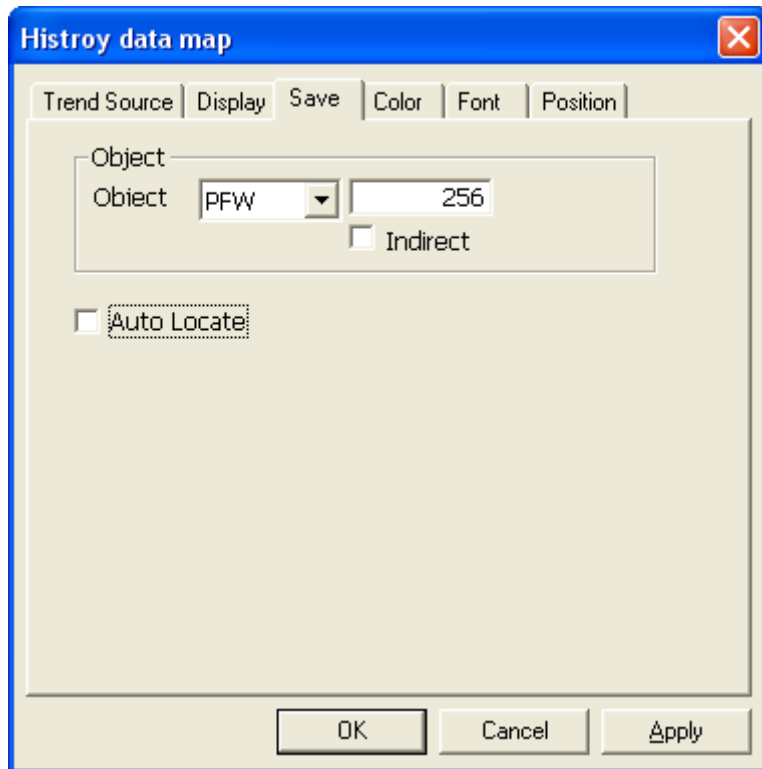 Histroy data map
Trend Source Display Save Color Font Position
Object
Obiect PFW 256
Indirect
Auto Locate
OK Cancel Apply